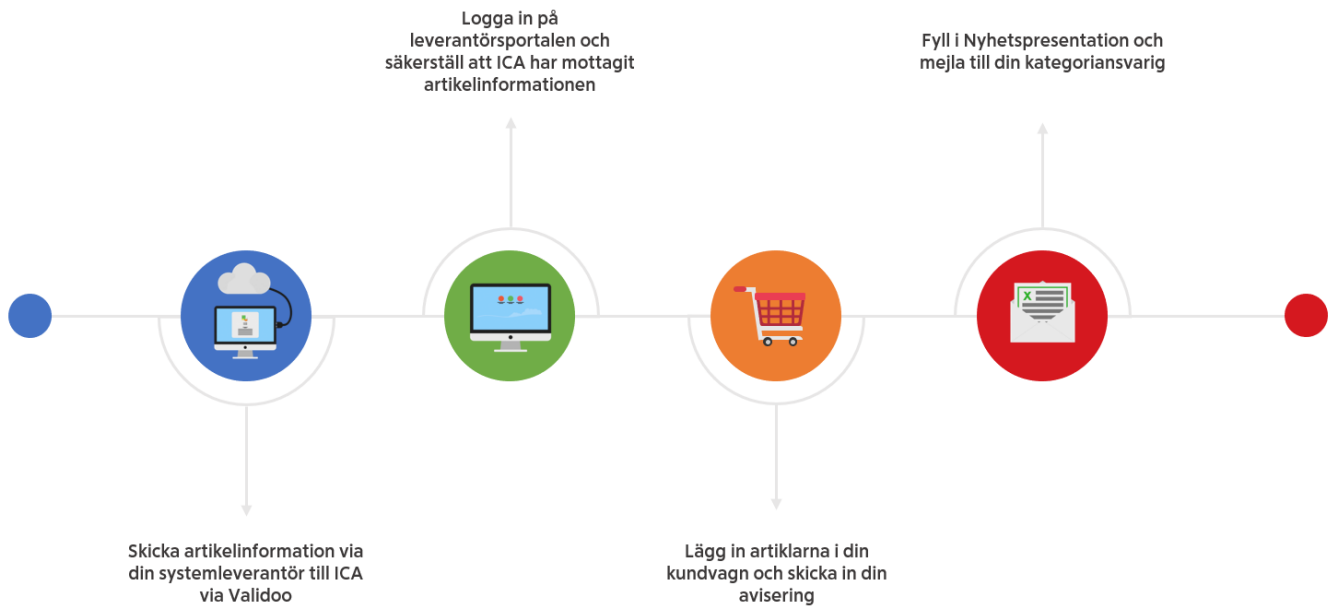 Logga in på
leverantörsportalen och
säkerställ att ICA har mottagit
artikelinformationen
Fyll i Nyhetspresentation och
mejla till din kategoriansvarig
X
Skicka artikelinformation via
din systemleverantör till ICA
via Validoo
Lägg in artiklarna i din
kundvagn och skicka in din
avisering